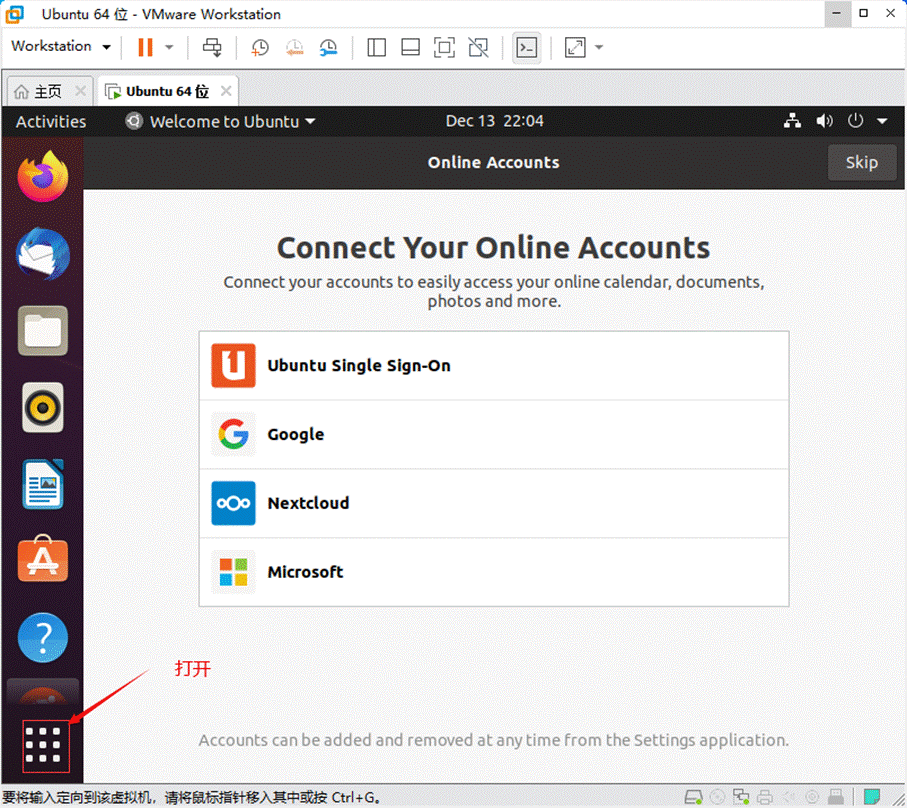 Ubuntu 64 位 - VMware Workstation
Workstation
主页
Ubuntu 64 位
Activities
Welcome to Ubuntu
Dec 13 22:04
Online Accounts
Skip
Connect Your Online Accounts
Connect your accounts to easily access your online calendar, documents,
photos and more.
Ubuntu Single Sign-On
Google
Nextcloud
Microsoft
打开
Accounts can be added and removed at any time from the Settings application.
要将输入定向到该虚拟机，请将鼠标指针移入其中或按 Ctrl+G。